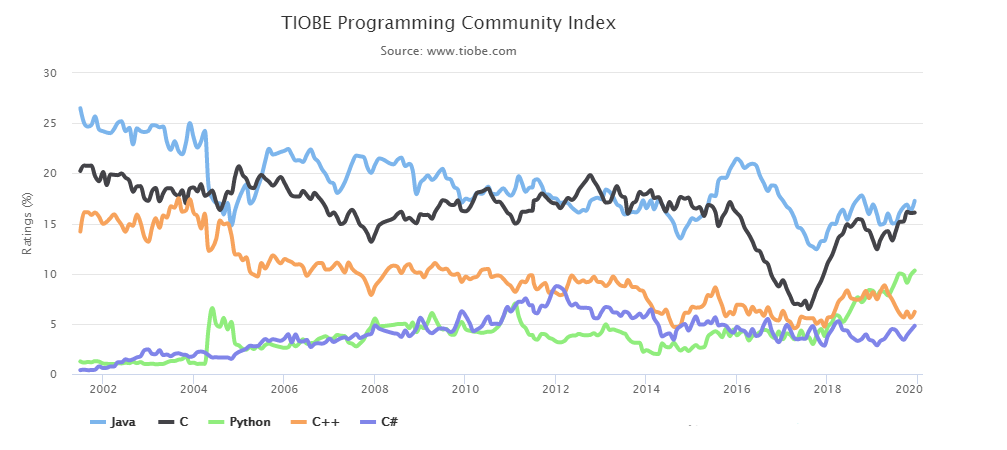 TIOBE Programming Community Index
Source: www.tiobe.com
Ratings (%)
30
25
20
15
10
5
0
2002 2004 2006 2008 2010 2012 2014 2016 2018 2020
Java C Python C++ C#